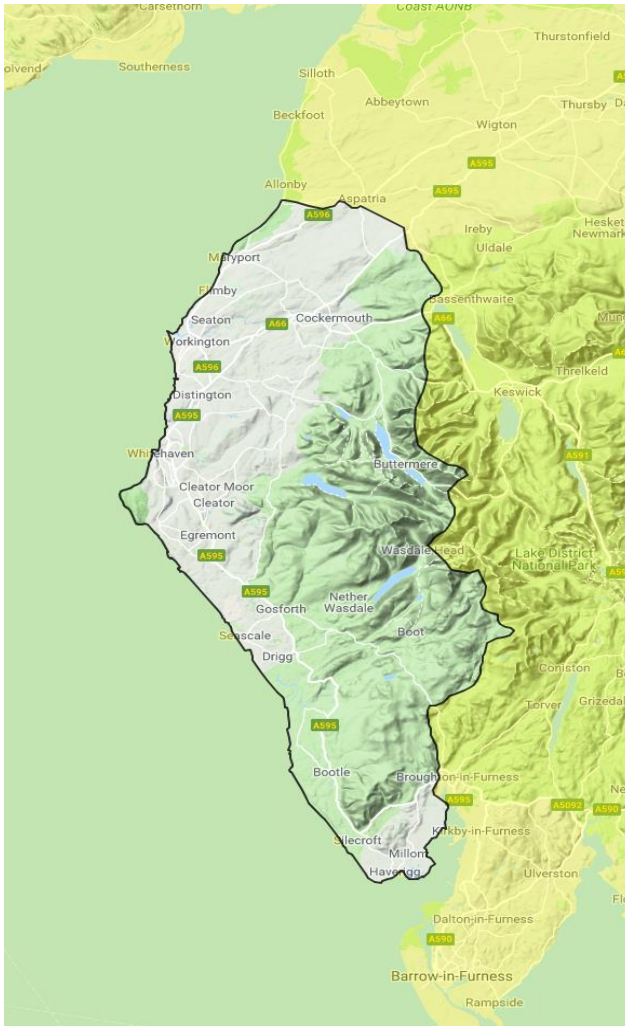 Carsethorn
Coast AONB
olvend
Southerness
Thurstonfield
Silloth
Abbeytown
Thursby
Da
Beckfoot
Wigton
A595
Allonby
Aspatria
A595
A596
Ireby
Hesket
Newmark
Uldale
Maryport
Flimby
Bassenthwaite
Seaton
A66
Cockermouth
A66
Mun
Workington
Threlkeld
A596
Distington
Keswick
A595
Whitehaven
A591
Buttermere
Cleator Moor
Cleator
Egremont
Wasdale Head
A595
Lake District
National Park
A595
Nether
Wasdale
Gosforth
Seascale
Boot
Drigg
Coniston
Torver
Grizedal
A595
Bootle
Broughton-in-Furness
A595
A5092
A590
Kirkby-in-Furness
Silecroft
Millom
Haverigg
Ulverston
Dalton-in-Furness
A590
Barrow-in-Furness
Rampside